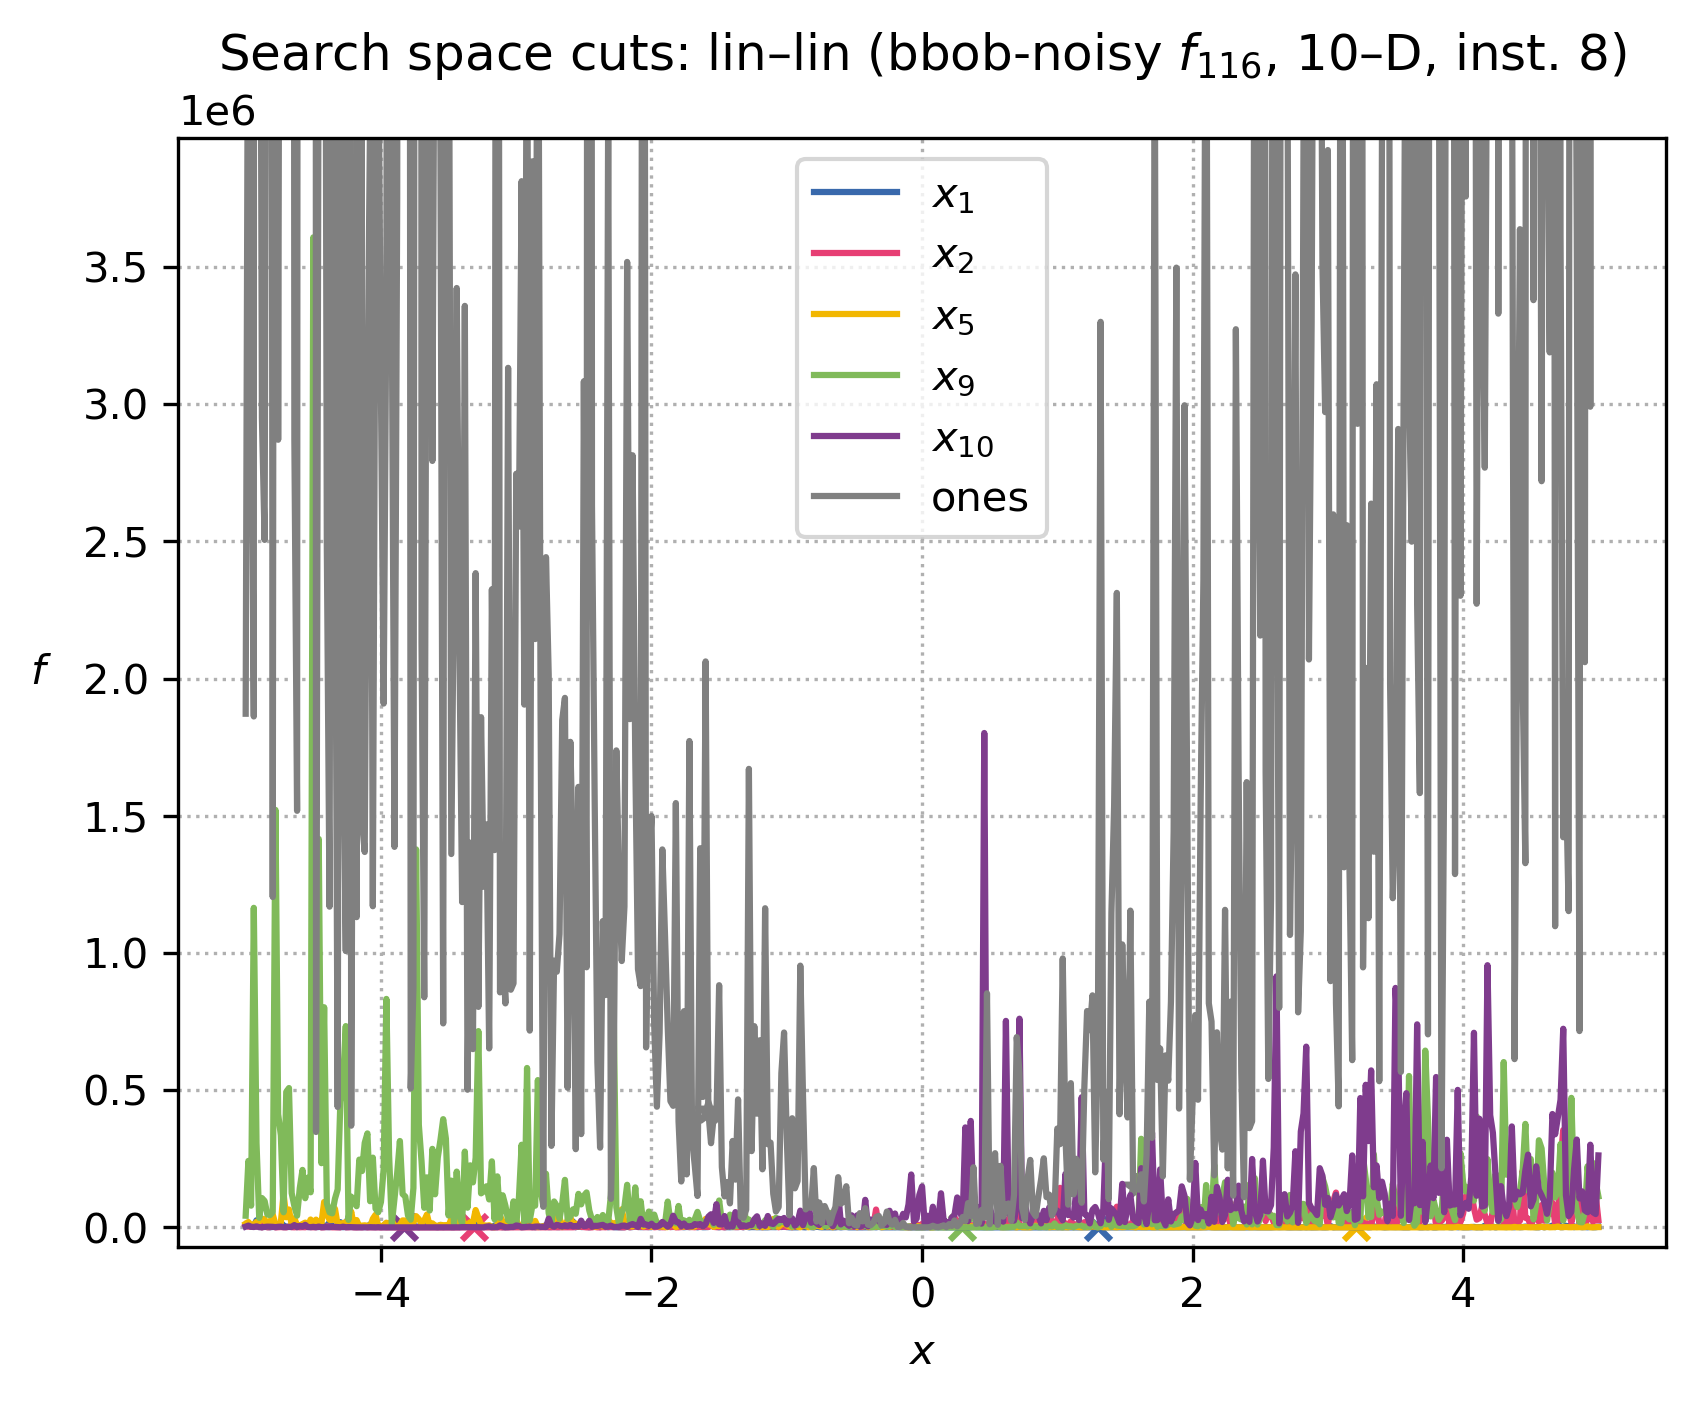 Search space cuts: lin–lin (bbob-noisy f₁₁₆, 10–D, inst. 8)
1e6
x₁
x₂
x₅
x₉
x₁₀
ones
3.5
3.0
2.5
2.0
1.5
1.0
0.5
0.0
f
−4 −2 0 2 4
x